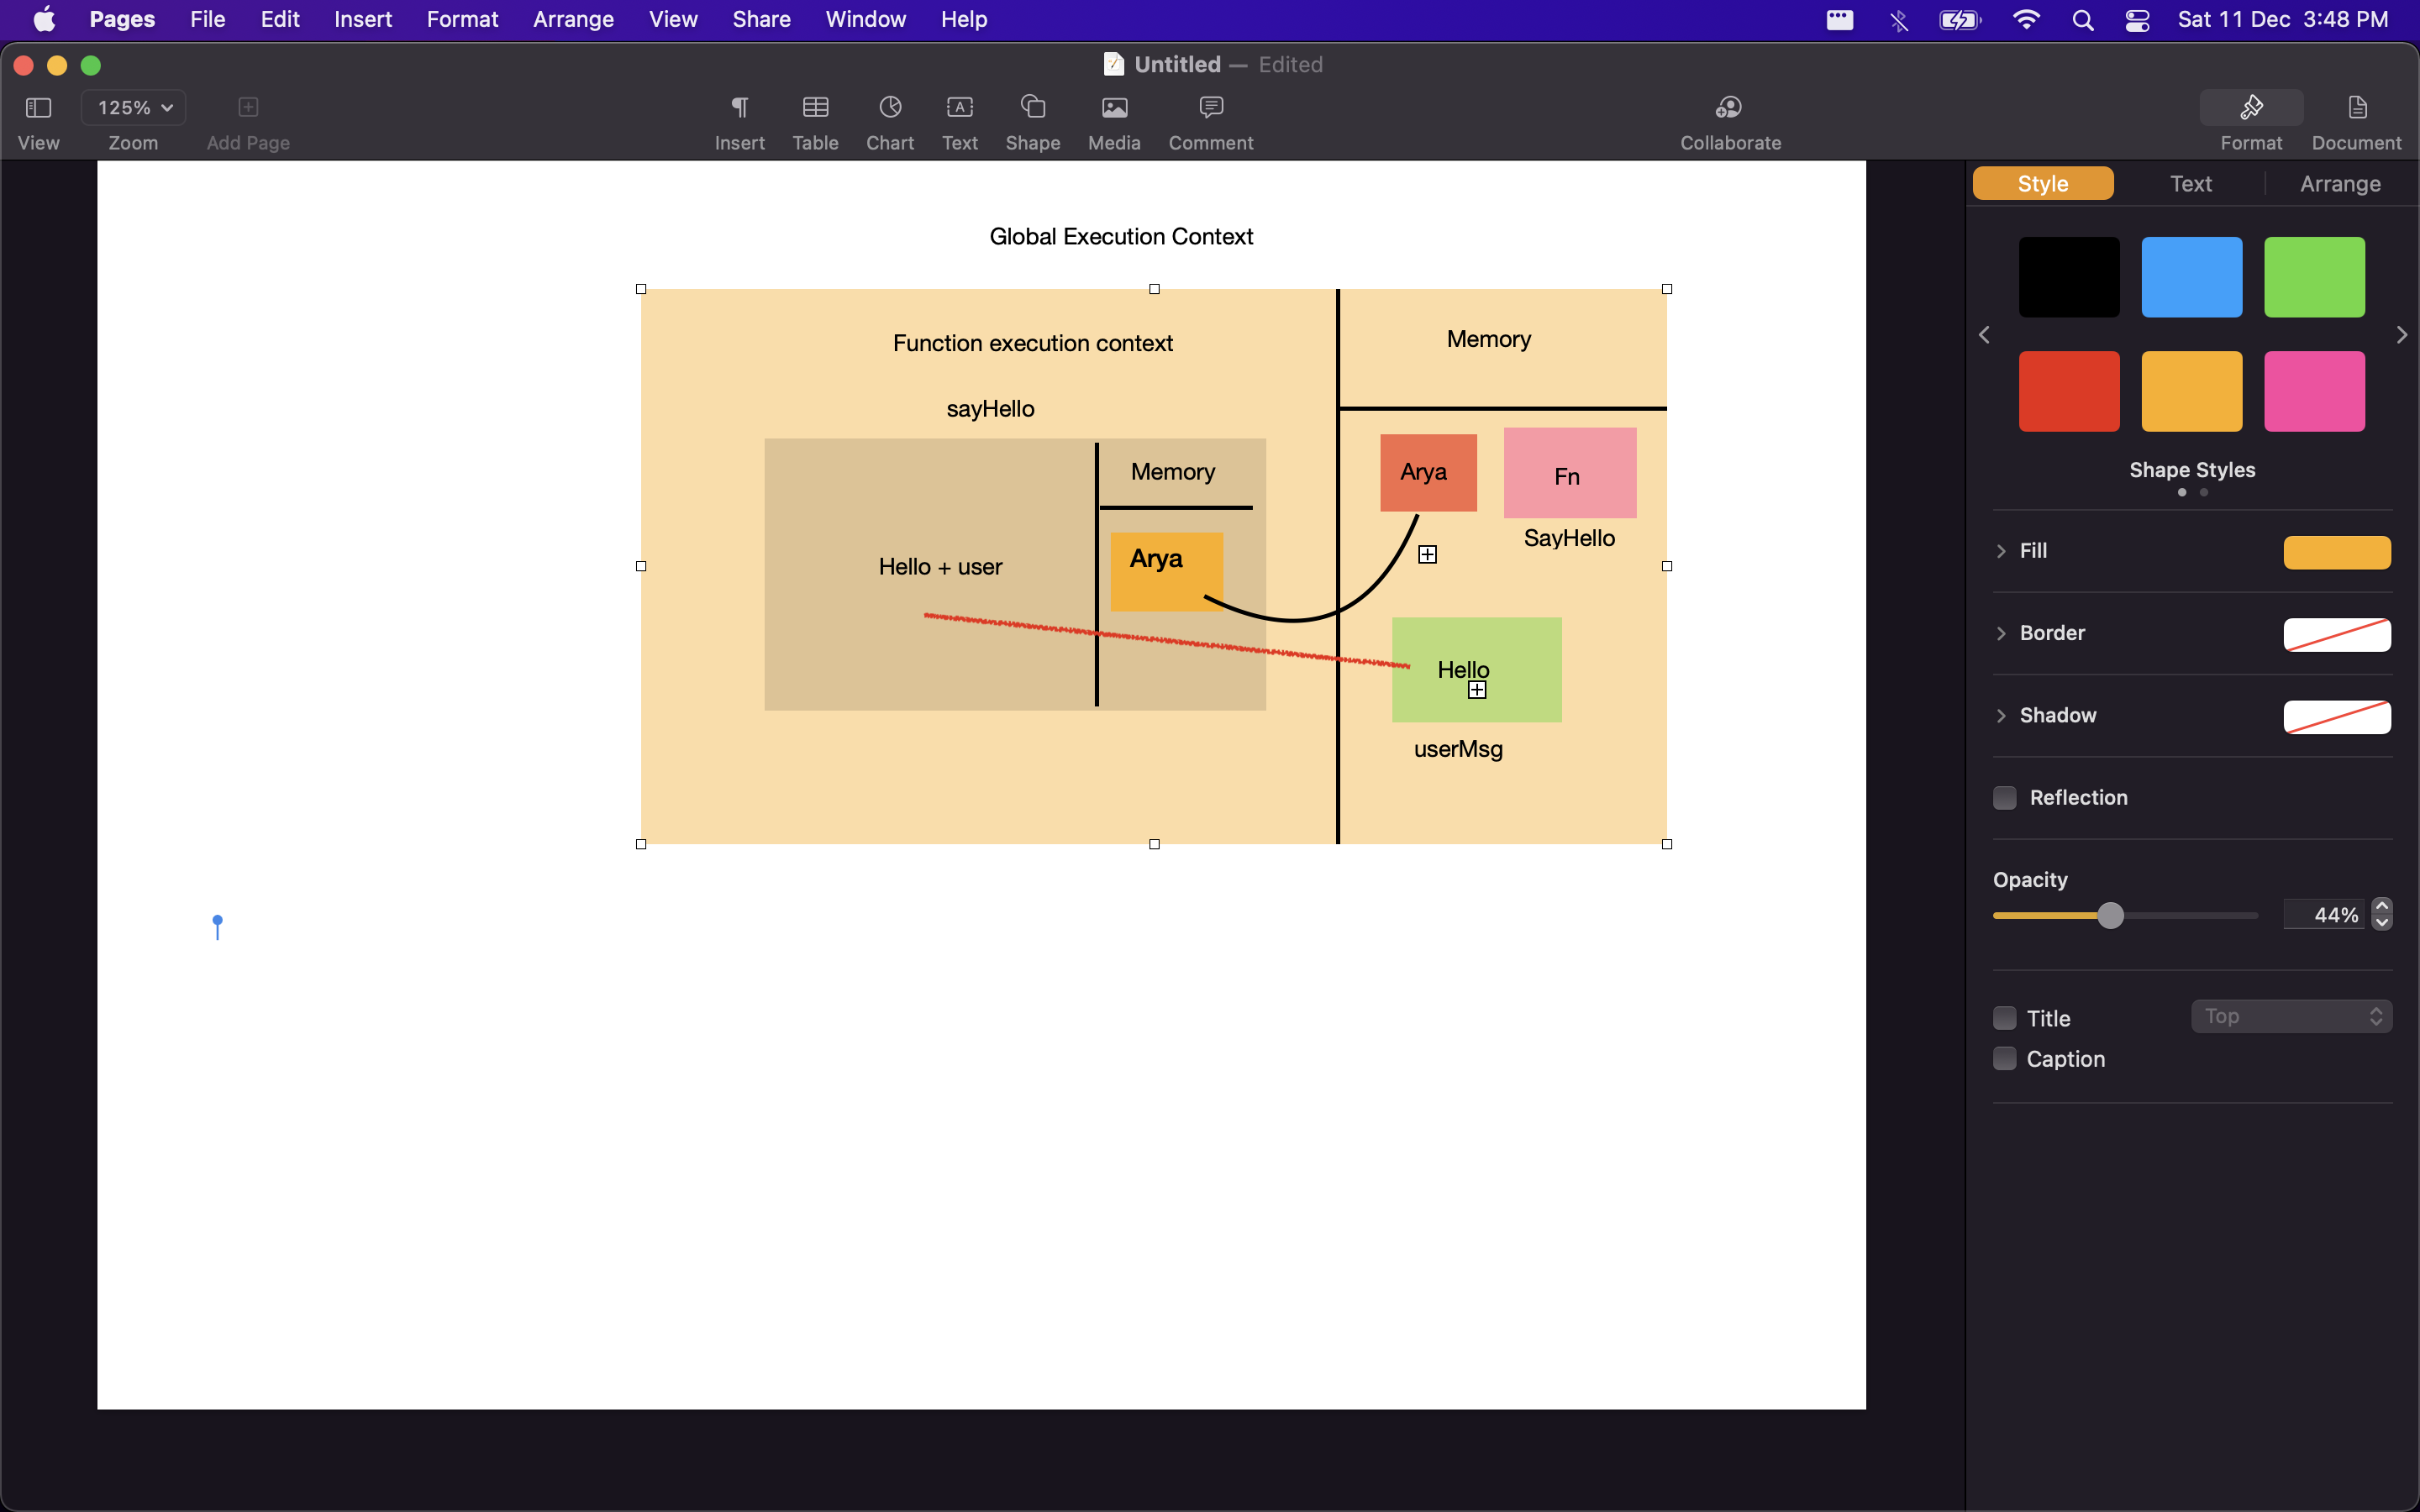 Pages File Edit Insert Format Arrange View Share Window Help Sat 11 Dec 3:48 PM
Untitled — Edited
125%
View Zoom Add Page Insert Table Chart Text Shape Media Comment Collaborate Format Document
Style Text Arrange
Global Execution Context
Function execution context
Memory
sayHello
Memory
Arya
Fn
SayHello
Hello + user
Arya
Hello
userMsg
Shape Styles
Fill
Border
Shadow
Reflection
Opacity
44%
Title Top
Caption